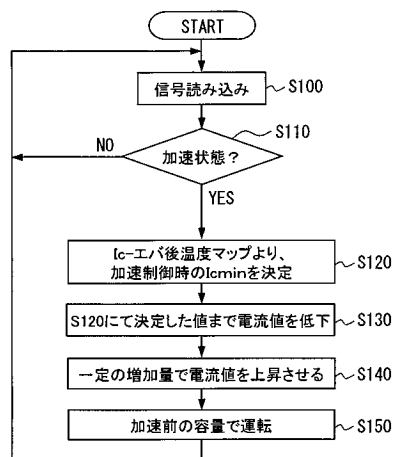 START
信号読み込み
S100
加速状態?
S110
NO
YES
Ic-エバ後温度マップより、
加速制御時のIcminを決定
S120
S120にて決定した値まで電流値を低下
S130
一定の増加量で電流値を上昇させる
S140
加速前の容量で運転
S150